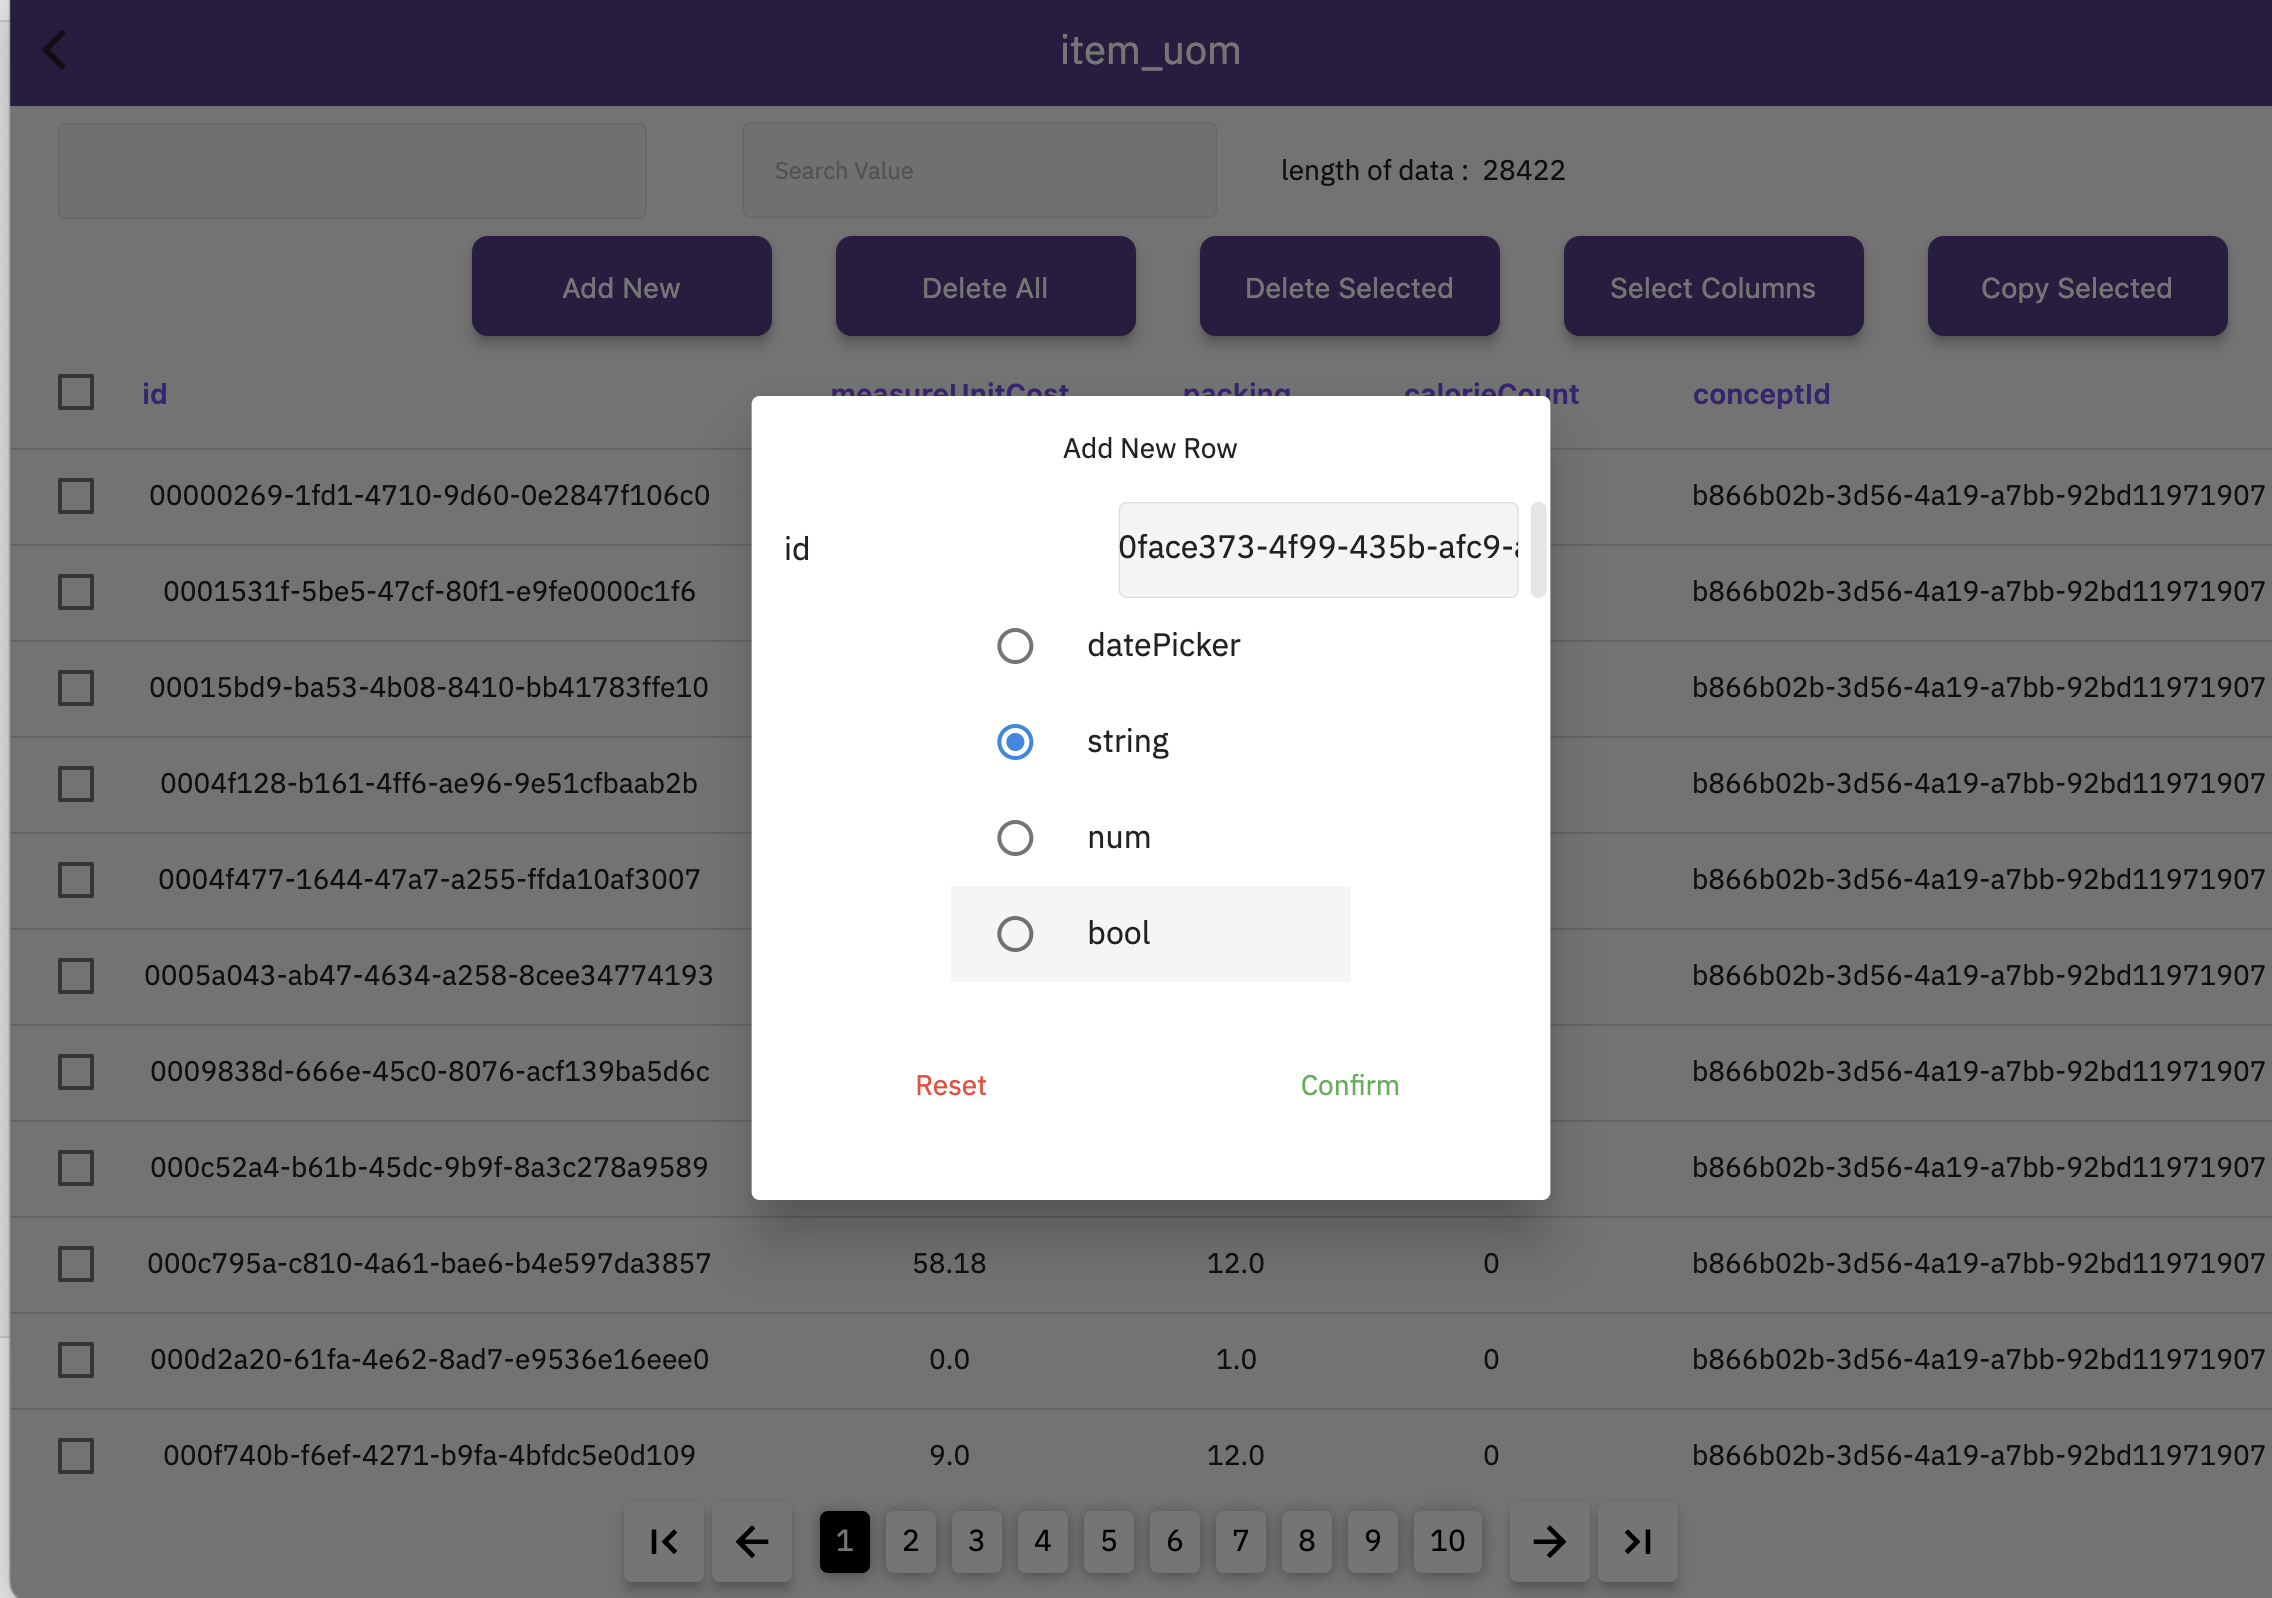 item_uom
Search Value
length of data : 28422
Add New
Delete All
Delete Selected
Select Columns
Copy Selected
id measureUnitCost packing calorieCount conceptId
Add New Row
id 0face373-4f99-435b-afc9-
datePicker
string
num
bool
Reset Confirm
00000269-1fd1-4710-9d60-0e2847f106c0 b866b02b-3d56-4a19-a7bb-92bd11971907
0001531f-5be5-47cf-80f1-e9fe0000c1f6 b866b02b-3d56-4a19-a7bb-92bd11971907
00015bd9-ba53-4b08-8410-bb41783ffe10 b866b02b-3d56-4a19-a7bb-92bd11971907
0004f128-b161-4ff6-ae96-9e51cfbaab2b b866b02b-3d56-4a19-a7bb-92bd11971907
0004f477-1644-47a7-a255-ffda10af3007 b866b02b-3d56-4a19-a7bb-92bd11971907
0005a043-ab47-4634-a258-8cee34774193 b866b02b-3d56-4a19-a7bb-92bd11971907
0009838d-666e-45c0-8076-acf139ba5d6c b866b02b-3d56-4a19-a7bb-92bd11971907
000c52a4-b61b-45dc-9b9f-8a3c278a9589 b866b02b-3d56-4a19-a7bb-92bd11971907
000c795a-c810-4a61-bae6-b4e597da3857 58.18 12.0 0 b866b02b-3d56-4a19-a7bb-92bd11971907
000d2a20-61fa-4e62-8ad7-e9536e16eee0 0.0 1.0 0 b866b02b-3d56-4a19-a7bb-92bd11971907
000f740b-f6ef-4271-b9fa-4bfdc5e0d109 9.0 12.0 0 b866b02b-3d56-4a19-a7bb-92bd11971907
1 2 3 4 5 6 7 8 9 10